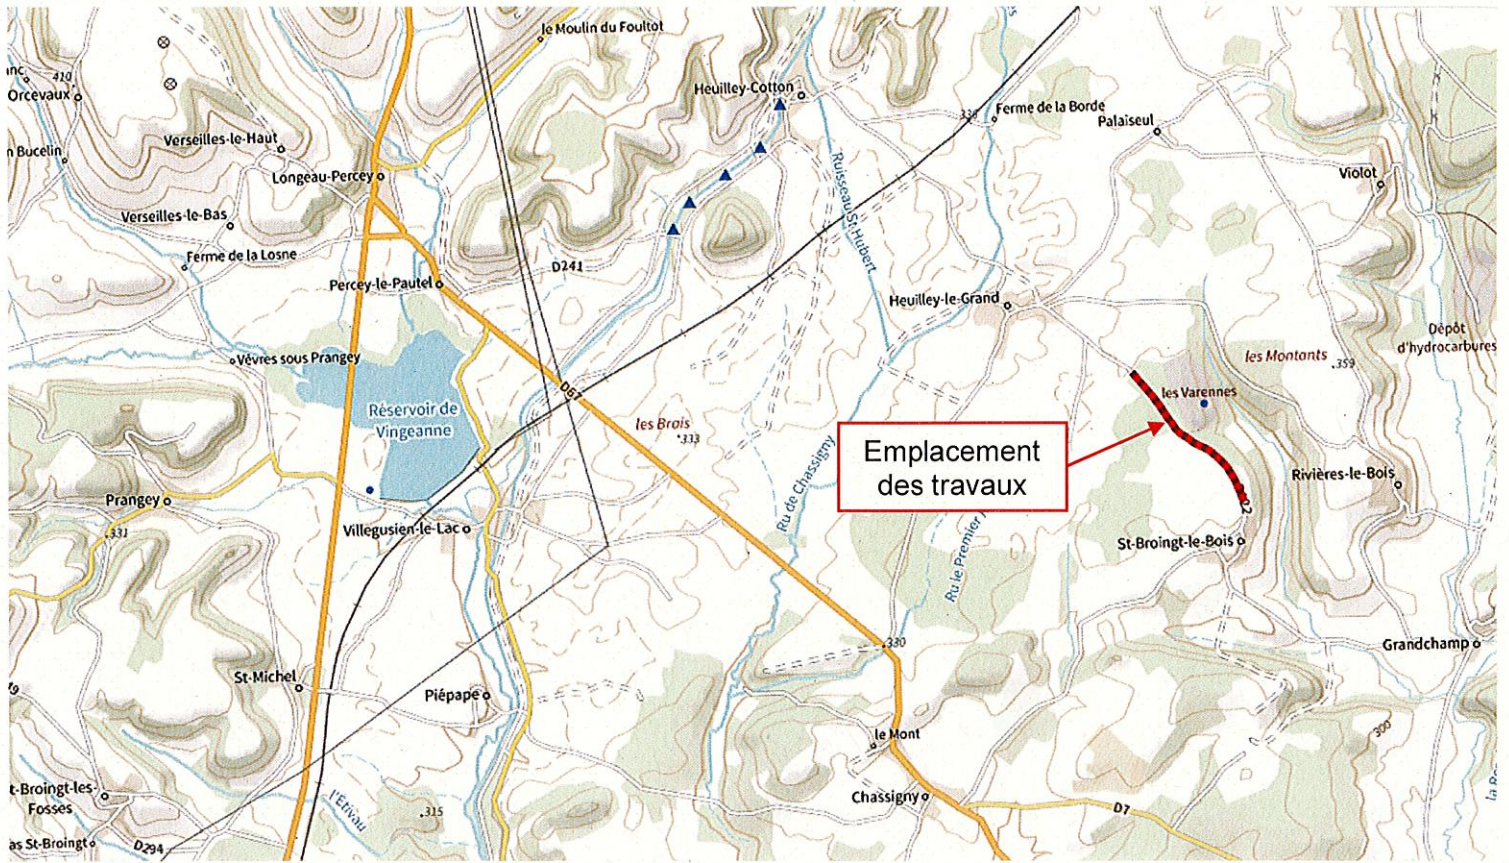 le Moulin du Foultot
410
Orcevaux
Heuilley-Cotton
Ferme de la Borde
Palaiseul
Verseilles-le-Haut
n Bucelin
Longeau-Percey
Violot
Verseilles-le-Bas
Ruisseau St-Hubert
Ferme de la Losne
D241
Percey-le-Pautel
Heuilley-le-Grand
Dépôt
d'hydrocarbures
Vêvres sous Prangey
les Montants
359
D67
les Varennes
Réservoir de
Vingeanne
les Brois
333
Emplacement
des travaux
Ru de Chassigny
Rivières-le-Bois
Prangey
331
Villegusien-le-Lac
Ru le Premier
St-Broingt-le-Bois
330
Grandchamp
St-Michel
Piépape
300
le Mont
t-Broingt-les-
Fosses
l'Etivau
315
Chassigny
D7
as St-Broingt
D294